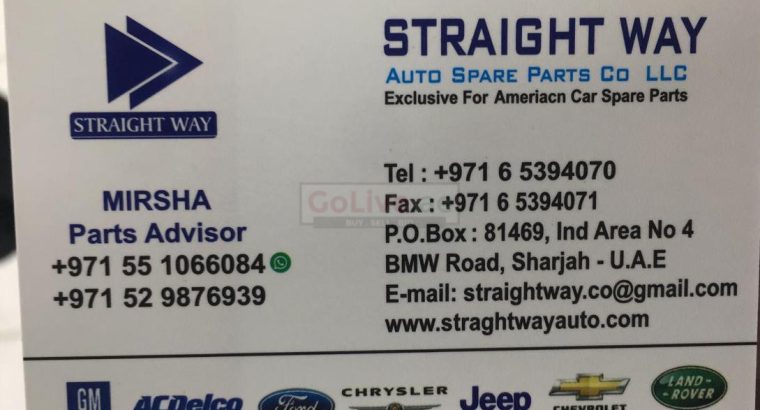 STRAIGHT WAY
MIRSHA
Parts Advisor
+971 55 1066084
+971 52 9876939
STRAIGHT WAY
AUTO SPARE PARTS CO LLC
Exclusive For Ameriacn Car Spare Parts
Tel : +971 6 5394070
Fax : +971 6 5394071
P.O.Box : 81469, Ind Area No 4
BMW Road, Sharjah - U.A.E
E-mail: straightway.co@gmail.com
www.straghtwayauto.com
GM
ACDelco
Ford
CHRYSLER
Jeep
CHEVROLET
LAND ROVER